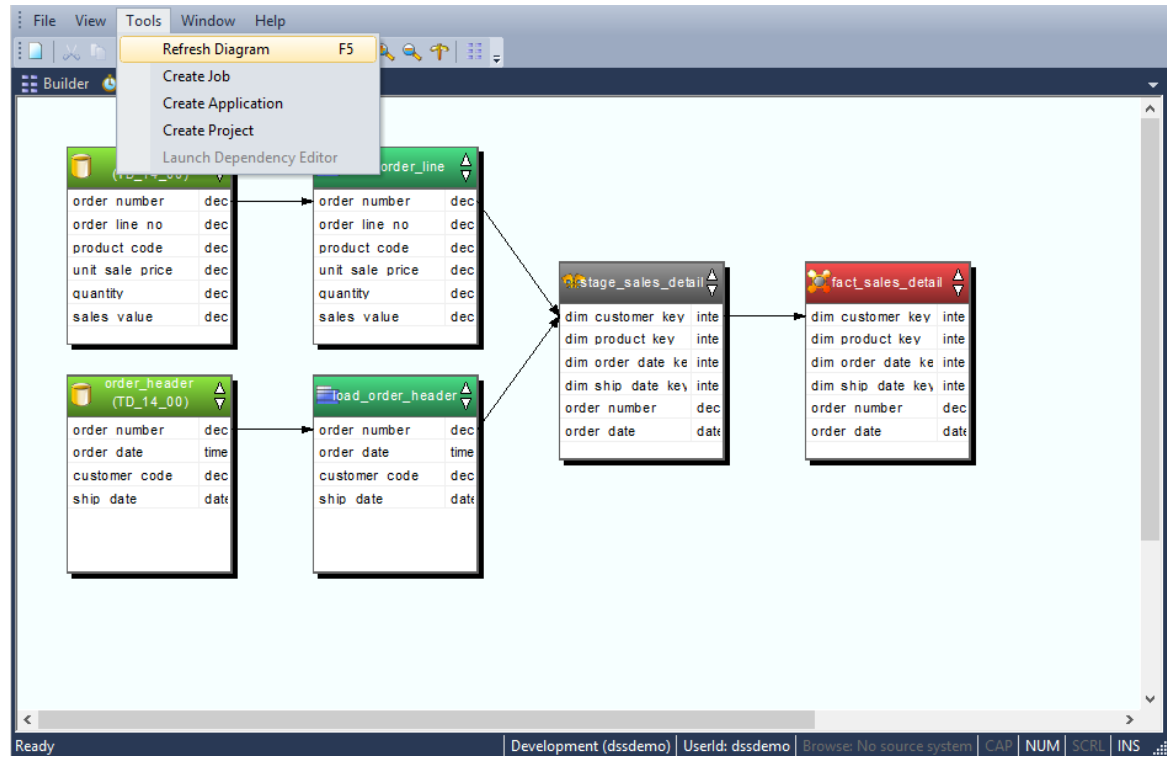 File View Tools Window Help
Refresh Diagram F5
Create Job
Create Application
Create Project
Launch Dependency Editor
Builder
(TD_14_00)
order number dec
order line no dec
product code dec
unit sale price dec
quantity dec
sales value dec
order_line
order number dec
order line no dec
product code dec
unit sale price dec
quantity dec
sales value dec
order_header
(TD_14_00)
order number dec
order date time
customer code dec
ship date date
load_order_header
order number dec
order date time
customer code dec
ship date date
stage_sales_detail
dim customer key inte
dim product key inte
dim order date ke inte
dim ship date key inte
order number dec
order date date
fact_sales_detail
dim customer key inte
dim product key inte
dim order date ke inte
dim ship date key inte
order number dec
order date date
Ready Development (dssdemo) UserId: dssdemo Browse: No source system CAP NUM SCRL INS